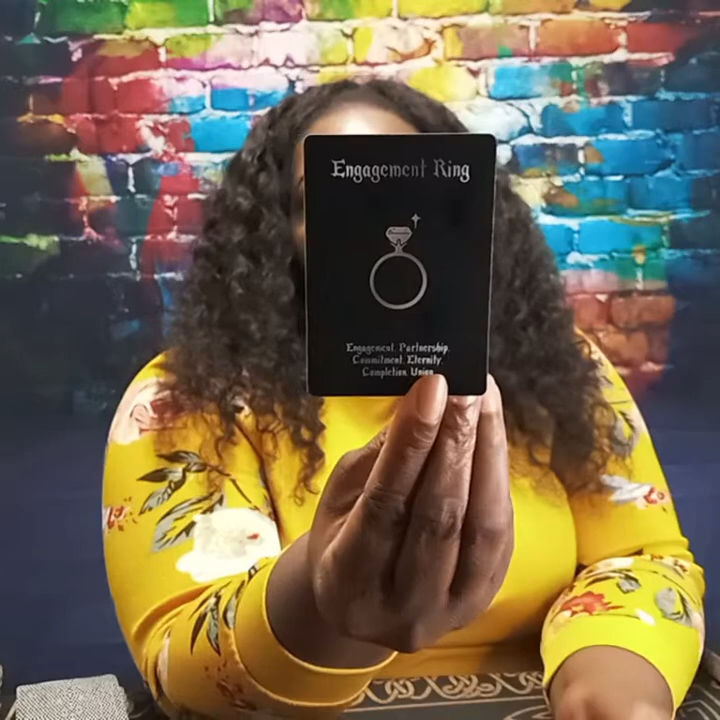 Engagement Ring
Engagement. Partnership.
Commitment. Eternity.
Completion. Union.